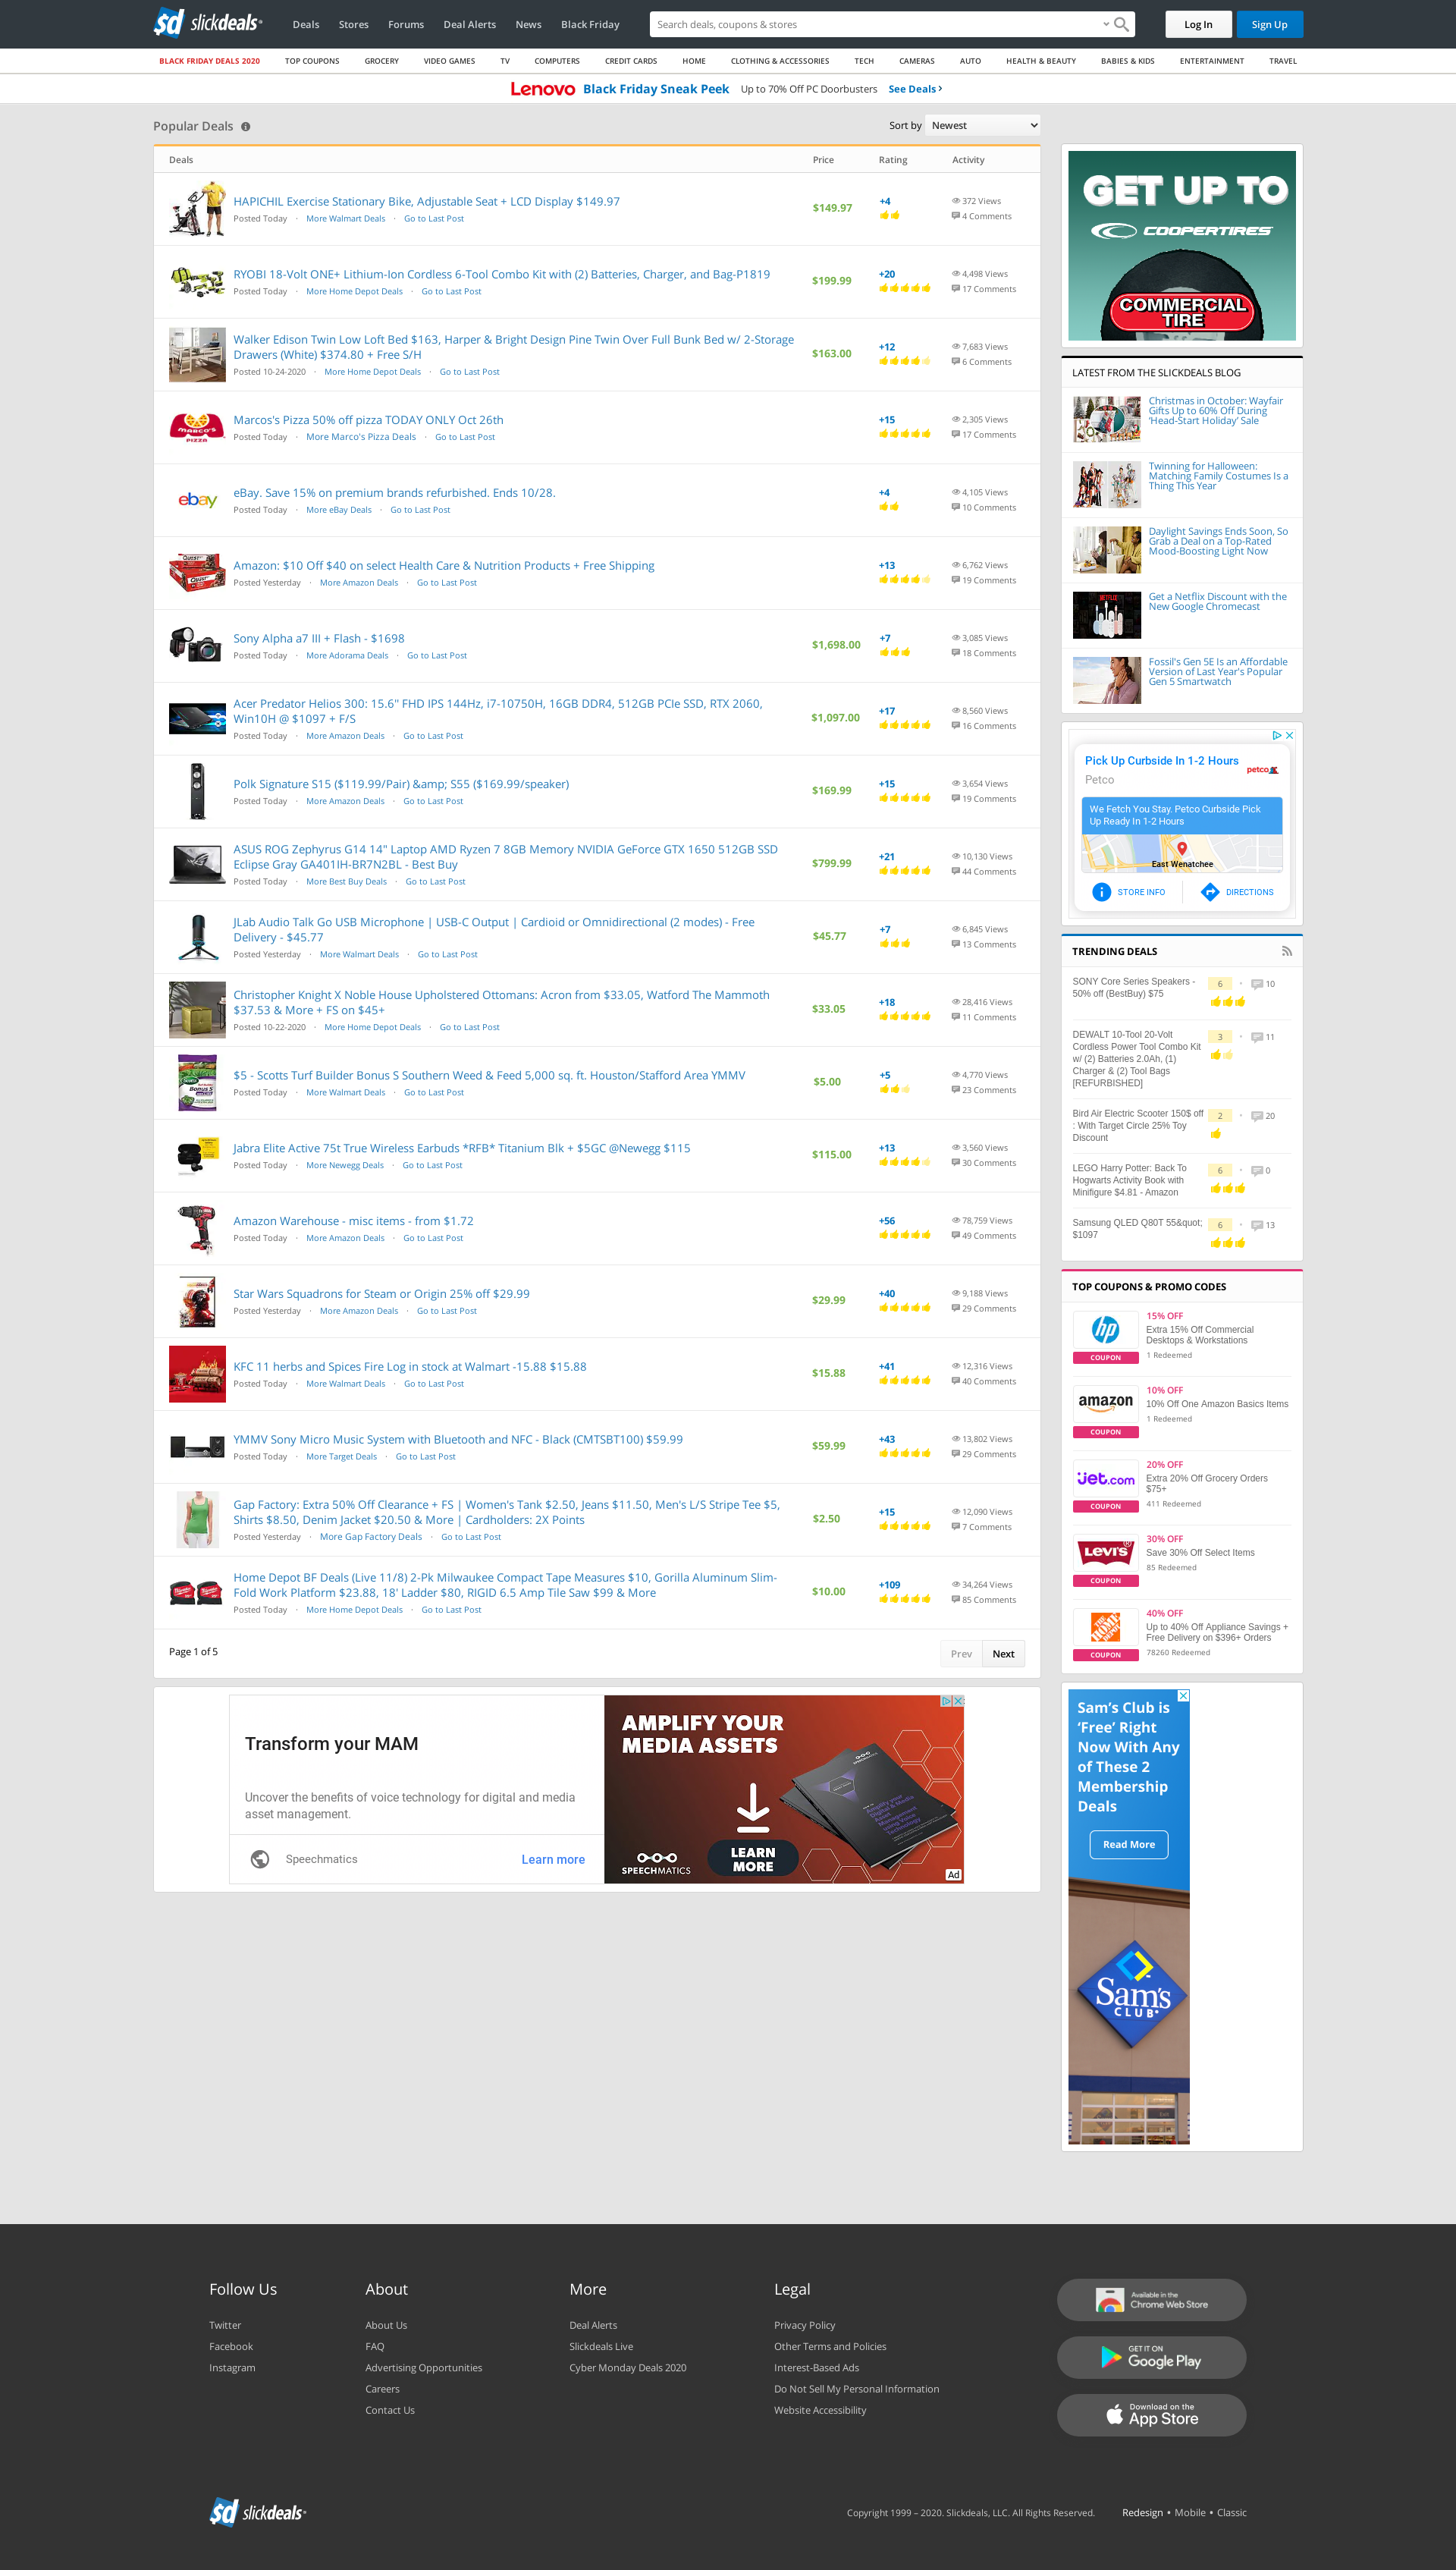 sd slickdeals
Deals Stores Forums Deal Alerts News Black Friday
Search deals, coupons & stores
Log In
Sign Up
BLACK FRIDAY DEALS 2020 TOP COUPONS GROCERY VIDEO GAMES TV COMPUTERS CREDIT CARDS HOME CLOTHING & ACCESSORIES TECH CAMERAS AUTO HEALTH & BEAUTY BABIES & KIDS ENTERTAINMENT TRAVEL
Lenovo Black Friday Sneak Peek Up to 70% Off PC Doorbusters See Deals ›
Popular Deals
Sort by Newest
Deals Price Rating Activity
HAPICHIL Exercise Stationary Bike, Adjustable Seat + LCD Display $149.97
Posted Today · More Walmart Deals · Go to Last Post
$149.97
+4
372 Views
4 Comments
RYOBI 18-Volt ONE+ Lithium-Ion Cordless 6-Tool Combo Kit with (2) Batteries, Charger, and Bag-P1819
Posted Today · More Home Depot Deals · Go to Last Post
$199.99
+20
4,498 Views
17 Comments
Walker Edison Twin Low Loft Bed $163, Harper & Bright Design Pine Twin Over Full Bunk Bed w/ 2-Storage
Drawers (White) $374.80 + Free S/H
Posted 10-24-2020 · More Home Depot Deals · Go to Last Post
$163.00
+12
7,683 Views
6 Comments
MARCO'S PIZZA
Marcos's Pizza 50% off pizza TODAY ONLY Oct 26th
Posted Today · More Marco's Pizza Deals · Go to Last Post
+15
2,305 Views
17 Comments
ebay
eBay. Save 15% on premium brands refurbished. Ends 10/28.
Posted Today · More eBay Deals · Go to Last Post
+4
4,105 Views
10 Comments
Amazon: $10 Off $40 on select Health Care & Nutrition Products + Free Shipping
Posted Yesterday · More Amazon Deals · Go to Last Post
+13
6,762 Views
19 Comments
Sony Alpha a7 III + Flash - $1698
Posted Today · More Adorama Deals · Go to Last Post
$1,698.00
+7
3,085 Views
18 Comments
Acer Predator Helios 300: 15.6" FHD IPS 144Hz, i7-10750H, 16GB DDR4, 512GB PCIe SSD, RTX 2060,
Win10H @ $1097 + F/S
Posted Today · More Amazon Deals · Go to Last Post
$1,097.00
+17
8,560 Views
16 Comments
Polk Signature S15 ($119.99/Pair) &amp; S55 ($169.99/speaker)
Posted Today · More Amazon Deals · Go to Last Post
$169.99
+15
3,654 Views
19 Comments
ASUS ROG Zephyrus G14 14" Laptop AMD Ryzen 7 8GB Memory NVIDIA GeForce GTX 1650 512GB SSD
Eclipse Gray GA401IH-BR7N2BL - Best Buy
Posted Today · More Best Buy Deals · Go to Last Post
$799.99
+21
10,130 Views
44 Comments
JLab Audio Talk Go USB Microphone | USB-C Output | Cardioid or Omnidirectional (2 modes) - Free
Delivery - $45.77
Posted Yesterday · More Walmart Deals · Go to Last Post
$45.77
+7
6,845 Views
13 Comments
Christopher Knight X Noble House Upholstered Ottomans: Acron from $33.05, Watford The Mammoth
$37.53 & More + FS on $45+
Posted 10-22-2020 · More Home Depot Deals · Go to Last Post
$33.05
+18
28,416 Views
11 Comments
$5 - Scotts Turf Builder Bonus S Southern Weed & Feed 5,000 sq. ft. Houston/Stafford Area YMMV
Posted Today · More Walmart Deals · Go to Last Post
$5.00
+5
4,770 Views
23 Comments
Jabra Elite Active 75t True Wireless Earbuds *RFB* Titanium Blk + $5GC @Newegg $115
Posted Today · More Newegg Deals · Go to Last Post
$115.00
+13
3,560 Views
30 Comments
Amazon Warehouse - misc items - from $1.72
Posted Today · More Amazon Deals · Go to Last Post
+56
78,759 Views
49 Comments
Star Wars Squadrons for Steam or Origin 25% off $29.99
Posted Yesterday · More Amazon Deals · Go to Last Post
$29.99
+40
9,188 Views
29 Comments
KFC 11 herbs and Spices Fire Log in stock at Walmart -15.88 $15.88
Posted Today · More Walmart Deals · Go to Last Post
$15.88
+41
12,316 Views
40 Comments
YMMV Sony Micro Music System with Bluetooth and NFC - Black (CMTSBT100) $59.99
Posted Today · More Target Deals · Go to Last Post
$59.99
+43
13,802 Views
29 Comments
Gap Factory: Extra 50% Off Clearance + FS | Women's Tank $2.50, Jeans $11.50, Men's L/S Stripe Tee $5,
Shirts $8.50, Denim Jacket $20.50 & More | Cardholders: 2X Points
Posted Yesterday · More Gap Factory Deals · Go to Last Post
$2.50
+15
12,090 Views
7 Comments
Home Depot BF Deals (Live 11/8) 2-Pk Milwaukee Compact Tape Measures $10, Gorilla Aluminum Slim-
Fold Work Platform $23.88, 18' Ladder $80, RIGID 6.5 Amp Tile Saw $99 & More
Posted Today · More Home Depot Deals · Go to Last Post
$10.00
+109
34,264 Views
85 Comments
Page 1 of 5
Prev Next
Transform your MAM
Uncover the benefits of voice technology for digital and media
asset management.
Speechmatics
Learn more
AMPLIFY YOUR
MEDIA ASSETS
SPEECHMATICS
LEARN
MORE
Ad
GET UP TO
COOPERTIRES
COMMERCIAL
TIRE
LATEST FROM THE SLICKDEALS BLOG
Christmas in October: Wayfair
Gifts Up to 60% Off During
'Head-Start Holiday' Sale
Twinning for Halloween:
Matching Family Costumes Is a
Thing This Year
Daylight Savings Ends Soon, So
Grab a Deal on a Top-Rated
Mood-Boosting Light Now
NETFLIX
Get a Netflix Discount with the
New Google Chromecast
Fossil's Gen 5E Is an Affordable
Version of Last Year's Popular
Gen 5 Smartwatch
Pick Up Curbside In 1-2 Hours
Petco
petco
We Fetch You Stay. Petco Curbside Pick
Up Ready In 1-2 Hours
East Wenatchee
STORE INFO
DIRECTIONS
TRENDING DEALS
SONY Core Series Speakers -
50% off (BestBuy) $75
6 • 10
DEWALT 10-Tool 20-Volt
Cordless Power Tool Combo Kit
w/ (2) Batteries 2.0Ah, (1)
Charger & (2) Tool Bags
[REFURBISHED]
3 • 11
Bird Air Electric Scooter 150$ off
: With Target Circle 25% Toy
Discount
2 • 20
LEGO Harry Potter: Back To
Hogwarts Activity Book with
Minifigure $4.81 - Amazon
6 • 0
Samsung QLED Q80T 55&quot;
$1097
6 • 13
TOP COUPONS & PROMO CODES
hp
COUPON
15% OFF
Extra 15% Off Commercial
Desktops & Workstations
1 Redeemed
amazon
COUPON
10% OFF
10% Off One Amazon Basics Items
1 Redeemed
jet.com
COUPON
20% OFF
Extra 20% Off Grocery Orders
$75+
411 Redeemed
LEVI'S
COUPON
30% OFF
Save 30% Off Select Items
85 Redeemed
COUPON
40% OFF
Up to 40% Off Appliance Savings +
Free Delivery on $396+ Orders
78260 Redeemed
Sam's Club is
'Free' Right
Now With Any
of These 2
Membership
Deals
Read More
Sam's
CLUB
Follow Us
Twitter
Facebook
Instagram
About
About Us
FAQ
Advertising Opportunities
Careers
Contact Us
More
Deal Alerts
Slickdeals Live
Cyber Monday Deals 2020
Legal
Privacy Policy
Other Terms and Policies
Interest-Based Ads
Do Not Sell My Personal Information
Website Accessibility
Available in the
Chrome Web Store
GET IT ON
Google Play
Download on the
App Store
sd slickdeals
Copyright 1999 – 2020. Slickdeals, LLC. All Rights Reserved.
Redesign • Mobile • Classic